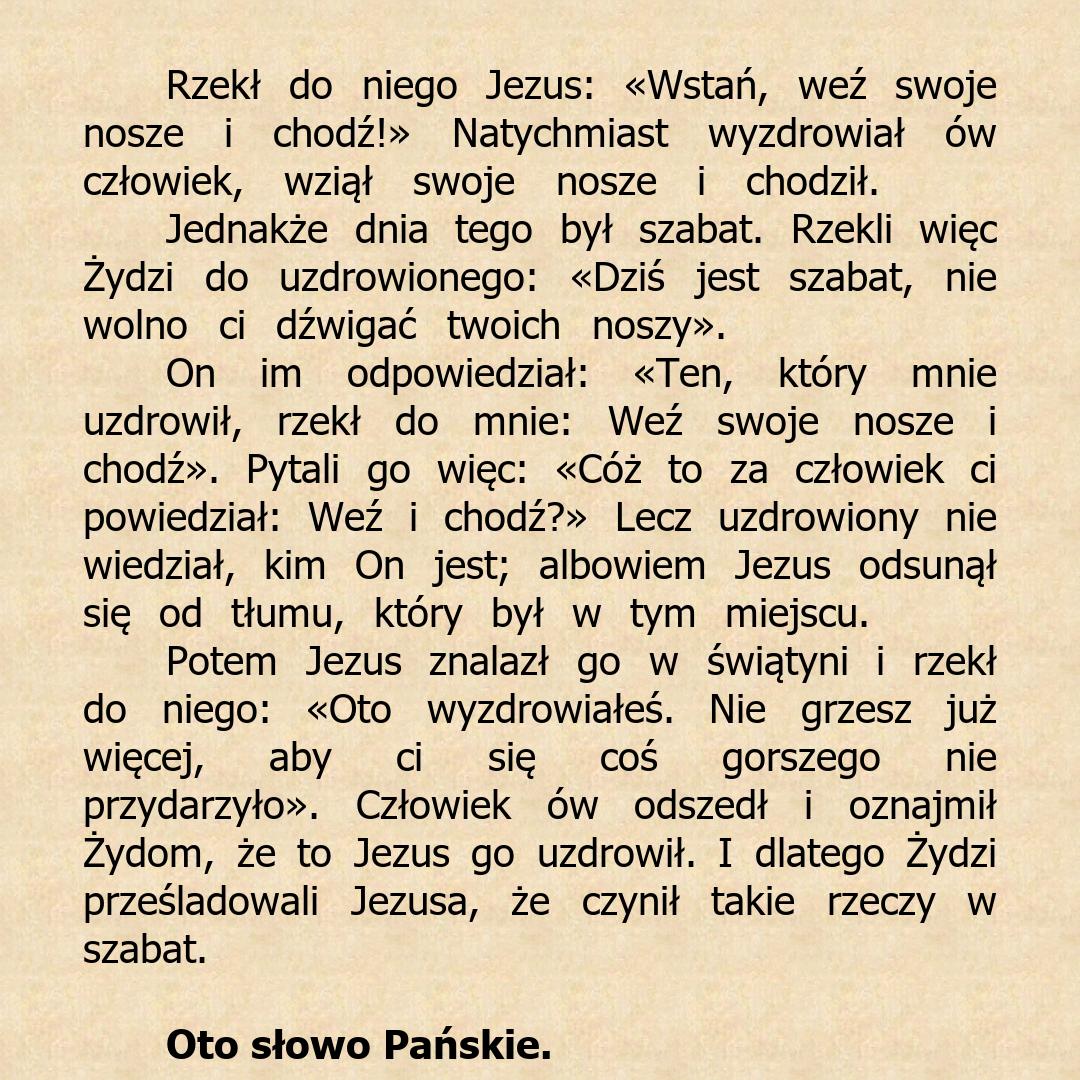 Rzekł do niego Jezus: «Wstań, weź swoje
nosze i chodź!» Natychmiast wyzdrowiał ów
człowiek, wziął swoje nosze i chodził.
Jednakże dnia tego był szabat. Rzekli więc
Żydzi do uzdrowionego: «Dziś jest szabat, nie
wolno ci dźwigać twoich noszy».
On im odpowiedział: «Ten, który mnie
uzdrowił, rzekł do mnie: Weź swoje nosze i
chodź». Pytali go więc: «Cóż to za człowiek ci
powiedział: Weź i chodź?» Lecz uzdrowiony nie
wiedział, kim On jest; albowiem Jezus odsunął
się od tłumu, który był w tym miejscu.
Potem Jezus znalazł go w świątyni i rzekł
do niego: «Oto wyzdrowiałeś. Nie grzesz już
więcej, aby ci się coś gorszego nie
przydarzyło». Człowiek ów odszedł i oznajmił
Żydom, że to Jezus go uzdrowił. I dlatego Żydzi
prześladowali Jezusa, że czynił takie rzeczy w
szabat.
Oto słowo Pańskie.